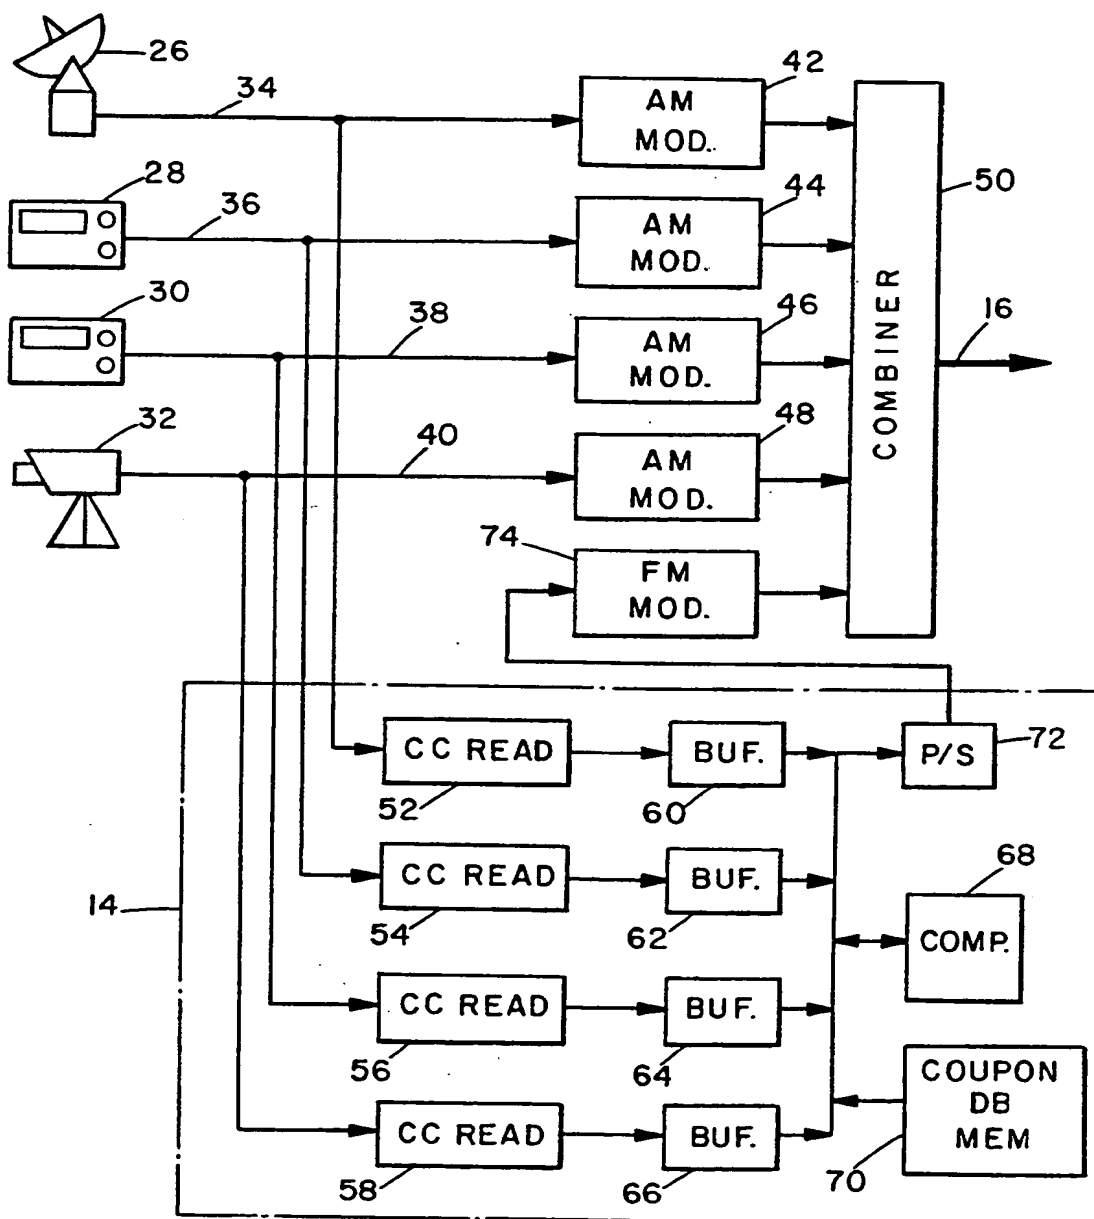 26
34
42
AM
MOD.
28
36
44
AM
MOD.
50
30
38
46
AM
MOD.
COMBINER
16
32
40
48
AM
MOD.
74
FM
MOD.
CC READ
52
BUF.
60
P/S
72
14
CC READ
54
BUF.
62
68
COMP.
CC READ
56
BUF.
64
COUPON
DB
MEM
70
CC READ
58
BUF.
66